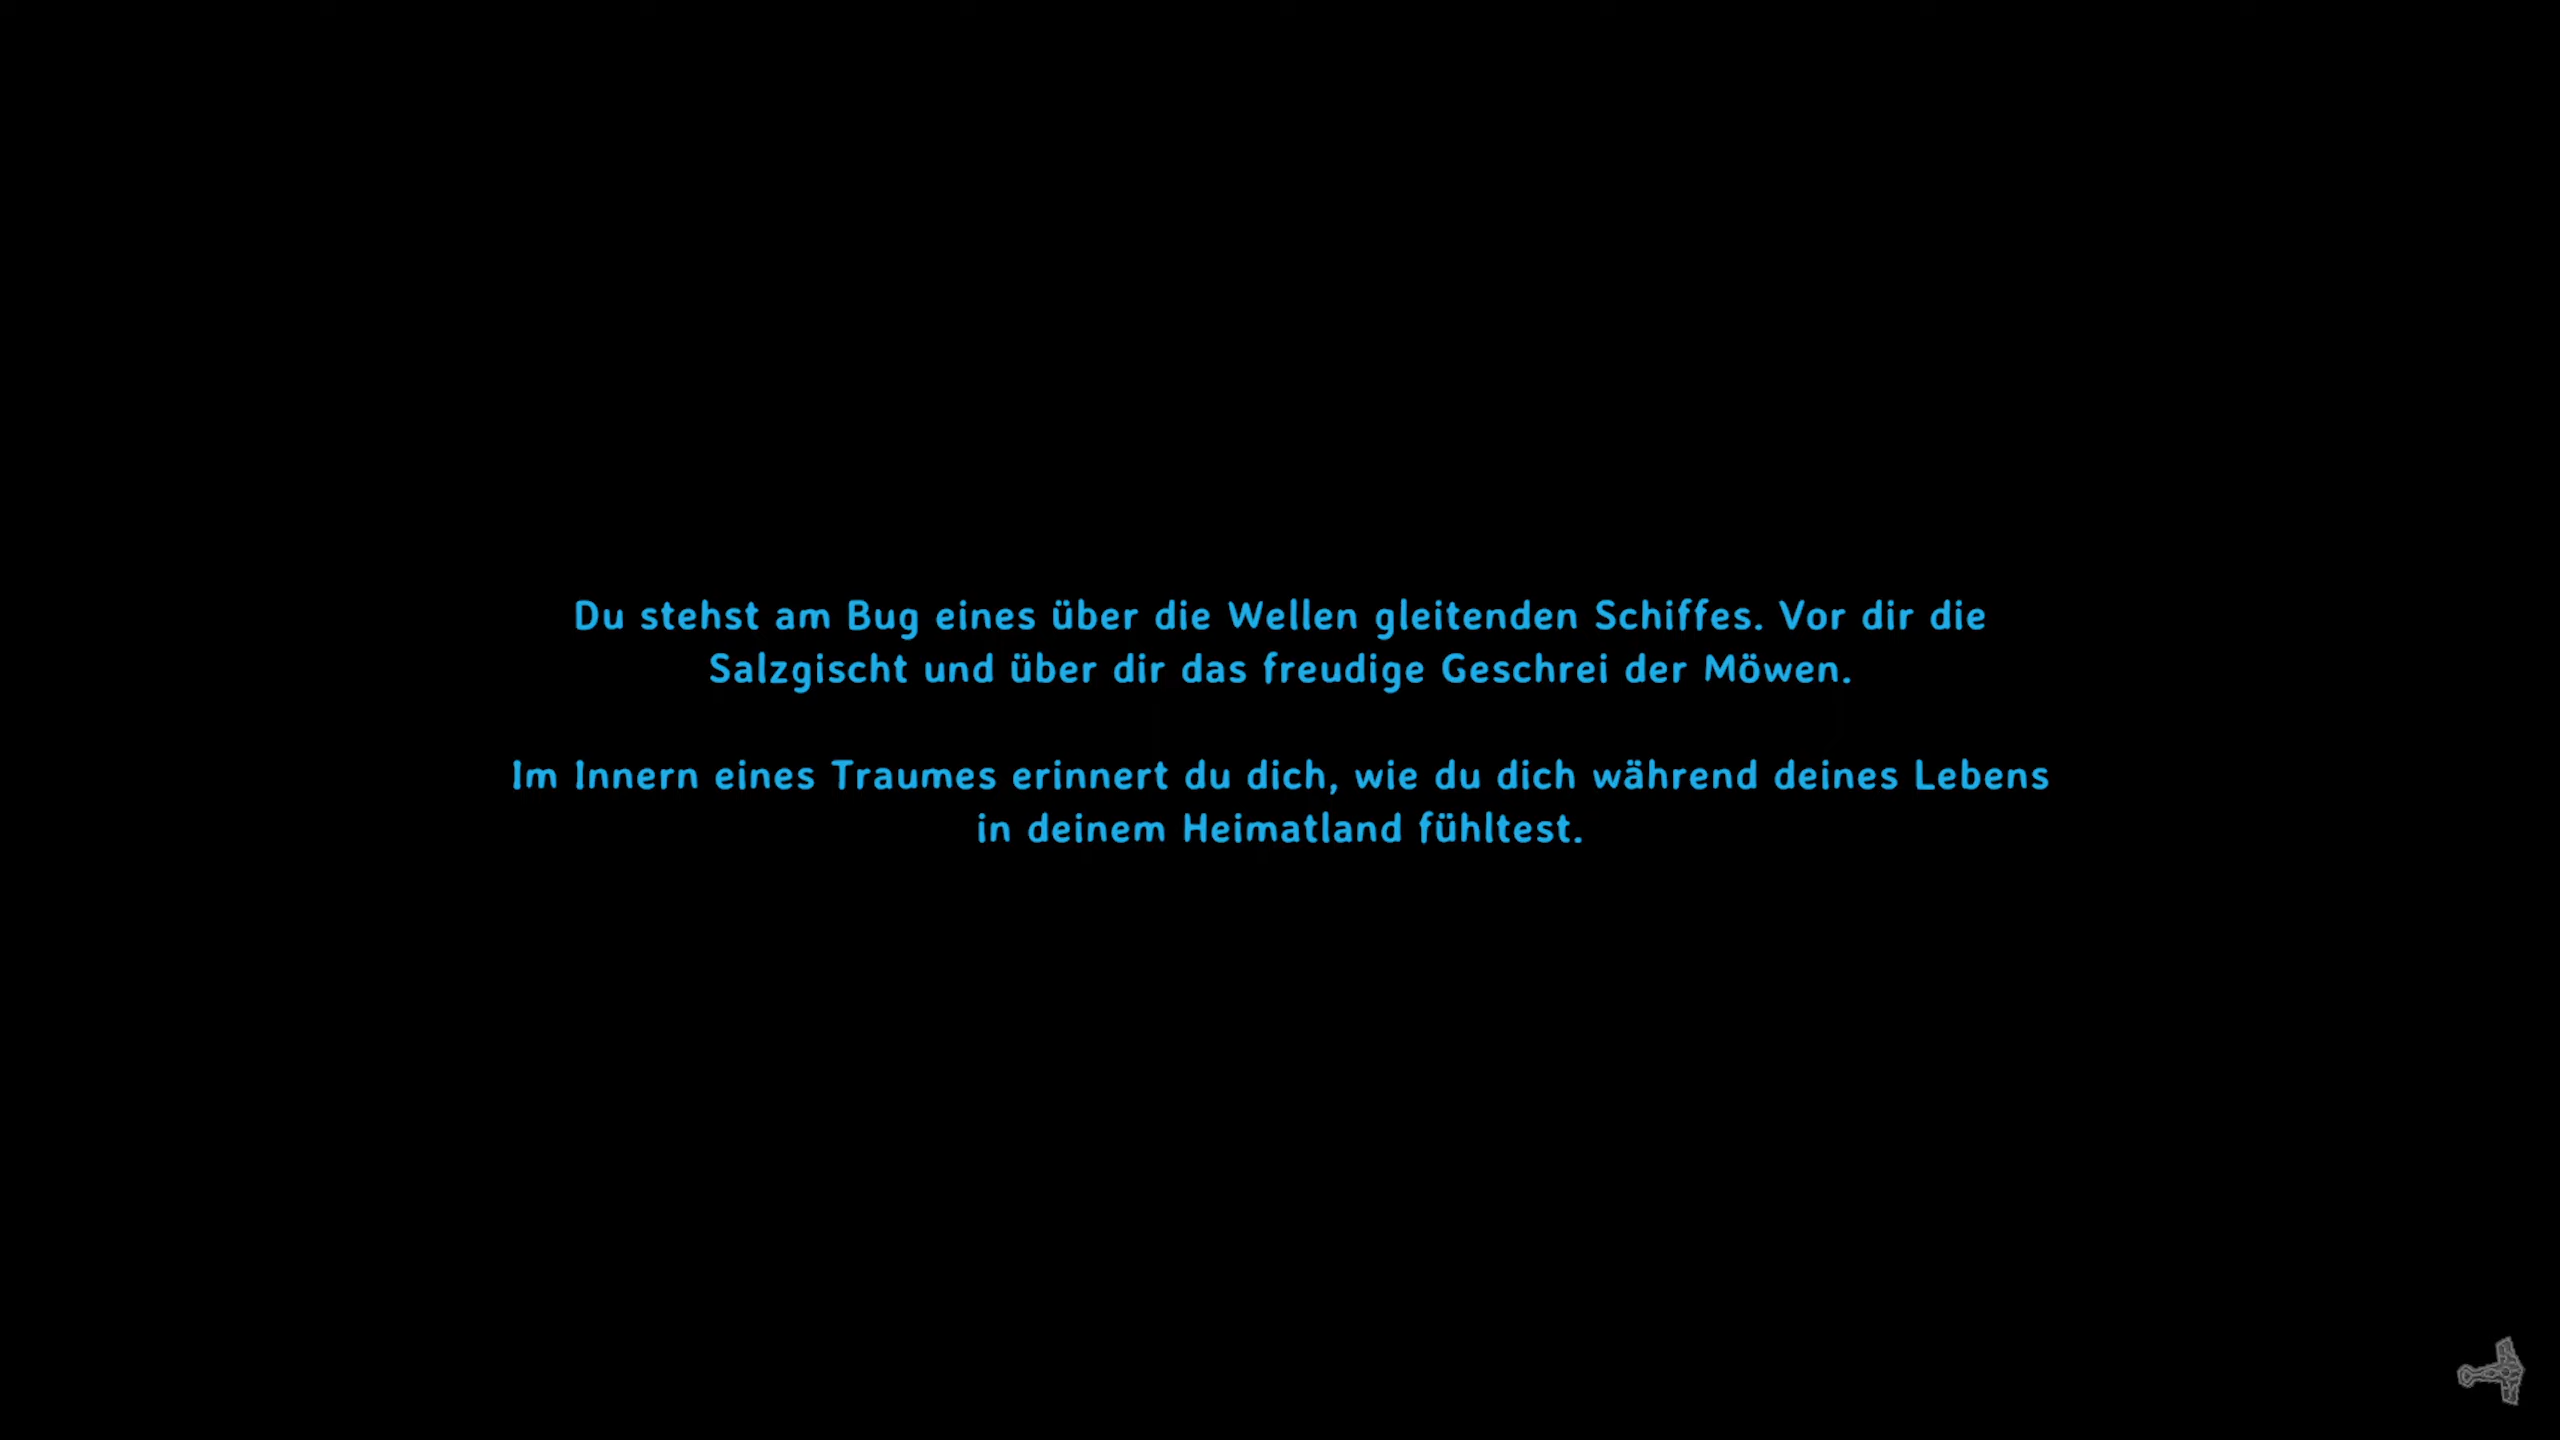 Du stehst am Bug eines über die Wellen gleitenden Schiffes. Vor dir die
Salzgischt und über dir das freudige Geschrei der Möwen.
Im Innern eines Traumes erinnert du dich, wie du dich während deines Lebens
in deinem Heimatland fühltest.